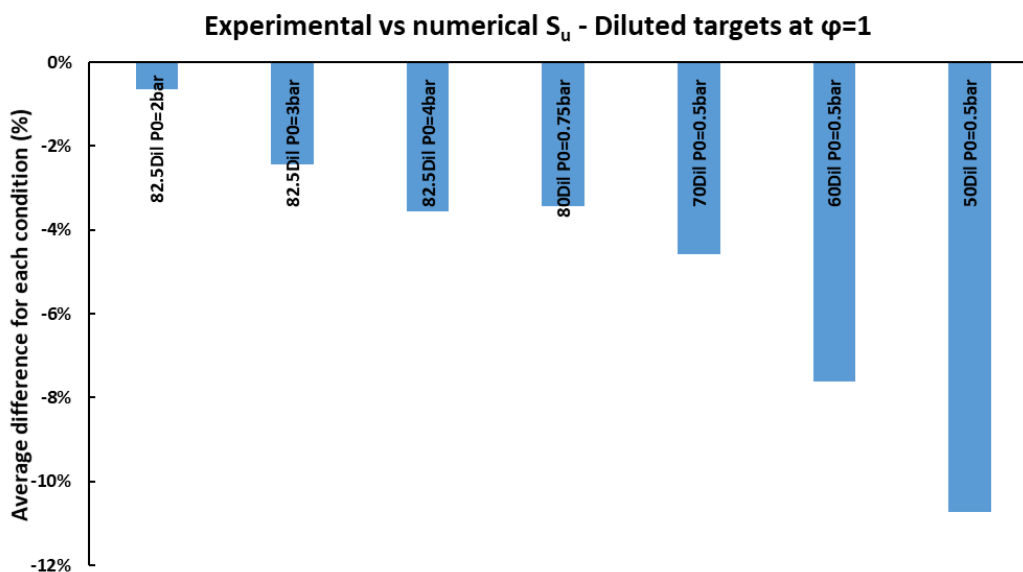 Experimental vs numerical Su - Diluted targets at φ=1
Average difference for each condition (%)
0%
-2%
-4%
-6%
-8%
-10%
-12%
82.5Dil P0=2bar
82.5Dil P0=3bar
82.5Dil P0=4bar
80Dil P0=0.75bar
70Dil P0=0.5bar
60Dil P0=0.5bar
50Dil P0=0.5bar